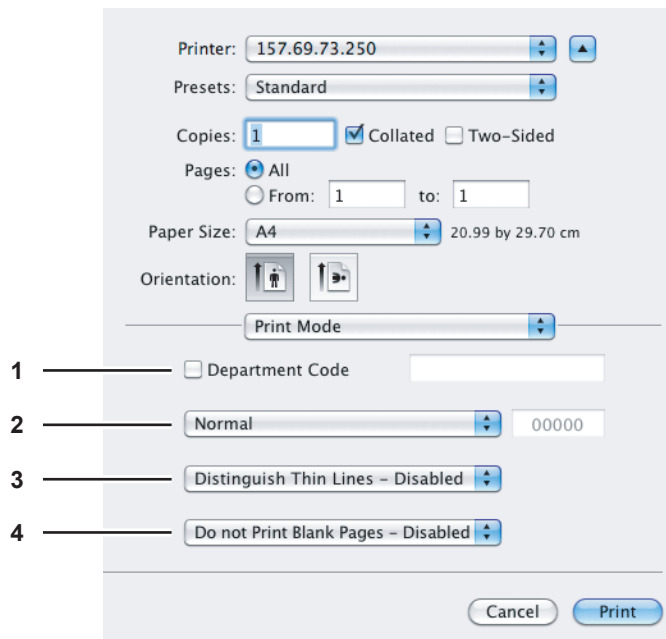 Printer: 157.69.73.250
Presets: Standard
Copies: 1 Collated Two-Sided
Pages: All
From: 1 to: 1
Paper Size: A4 20.99 by 29.70 cm
Orientation:
Print Mode
1 Department Code
2 Normal 00000
3 Distinguish Thin Lines – Disabled
4 Do not Print Blank Pages – Disabled
Cancel Print